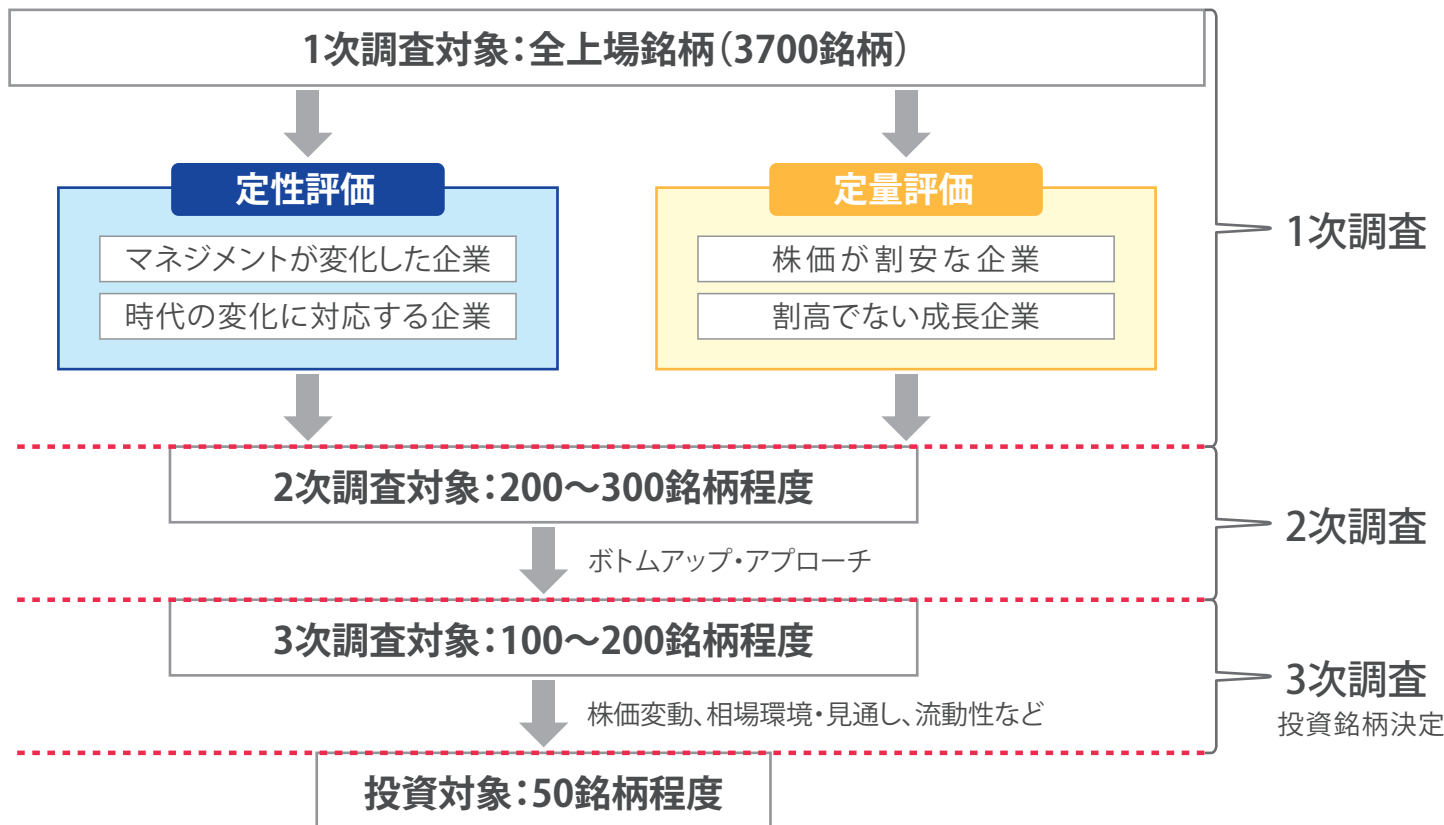 1次調査対象：全上場銘柄（3700銘柄）
定性評価
マネジメントが変化した企業
時代の変化に対応する企業
定量評価
株価が割安な企業
割高でない成長企業
1次調査
2次調査対象：200～300銘柄程度
ボトムアップ・アプローチ
2次調査
3次調査対象：100～200銘柄程度
株価変動、相場環境・見通し、流動性など
3次調査
投資銘柄決定
投資対象：50銘柄程度